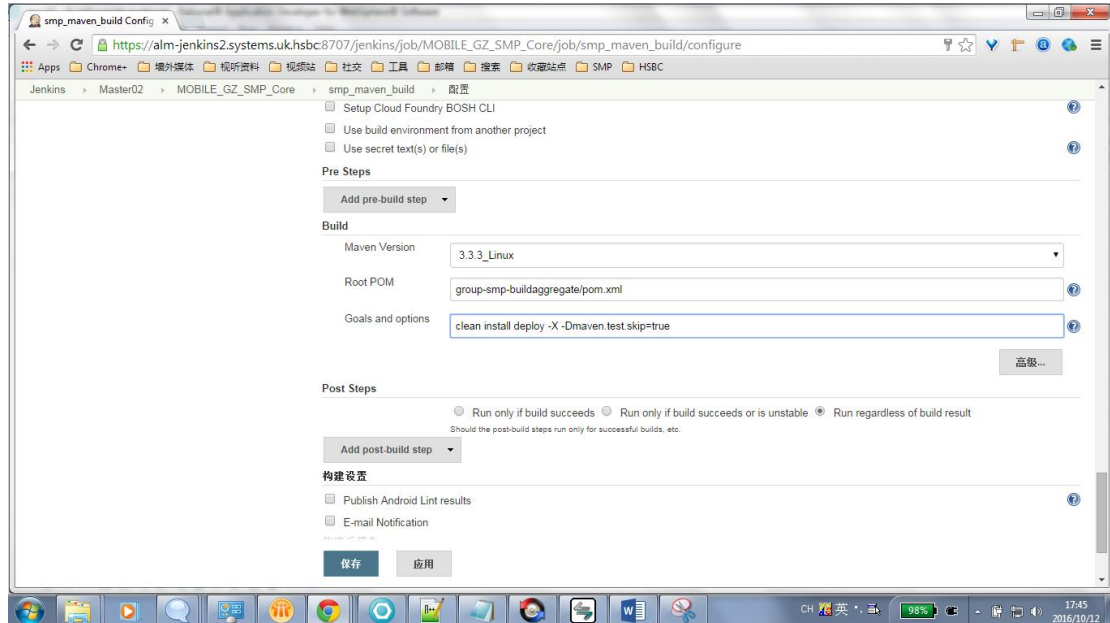 smp_maven_build Config
https://alm-jenkins2.systems.uk.hsbc:8707/jenkins/job/MOBILE_GZ_SMP_Core/job/smp_maven_build/configure
Apps Chrome+ 墙外媒体 视听资料 视频站 社交 工具 邮箱 搜索 收藏站点 SMP HSBC
Jenkins Master02 MOBILE_GZ_SMP_Core smp_maven_build 配置
Setup Cloud Foundry BOSH CLI
Use build environment from another project
Use secret text(s) or file(s)
Pre Steps
Add pre-build step
Build
Maven Version 3.3.3_Linux
Root POM group-smp-buildaggregate/pom.xml
Goals and options clean install deploy -X -Dmaven.test.skip=true
高级...
Post Steps
Run only if build succeeds Run only if build succeeds or is unstable Run regardless of build result
Should the post-build steps run only for successful builds, etc.
Add post-build step
构建设置
Publish Android Lint results
E-mail Notification
保存 应用
CH 英 98% 17:45
2016/10/12